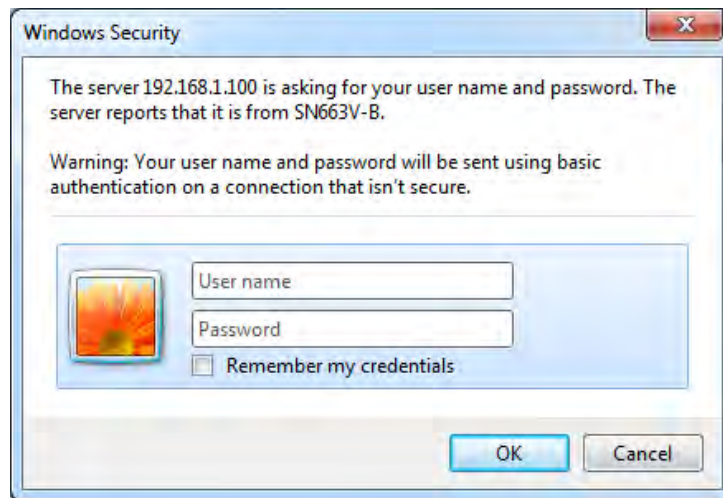 Windows Security
The server 192.168.1.100 is asking for your user name and password. The
server reports that it is from SN663V-B.
Warning: Your user name and password will be sent using basic
authentication on a connection that isn't secure.
User name
Password
Remember my credentials
OK Cancel